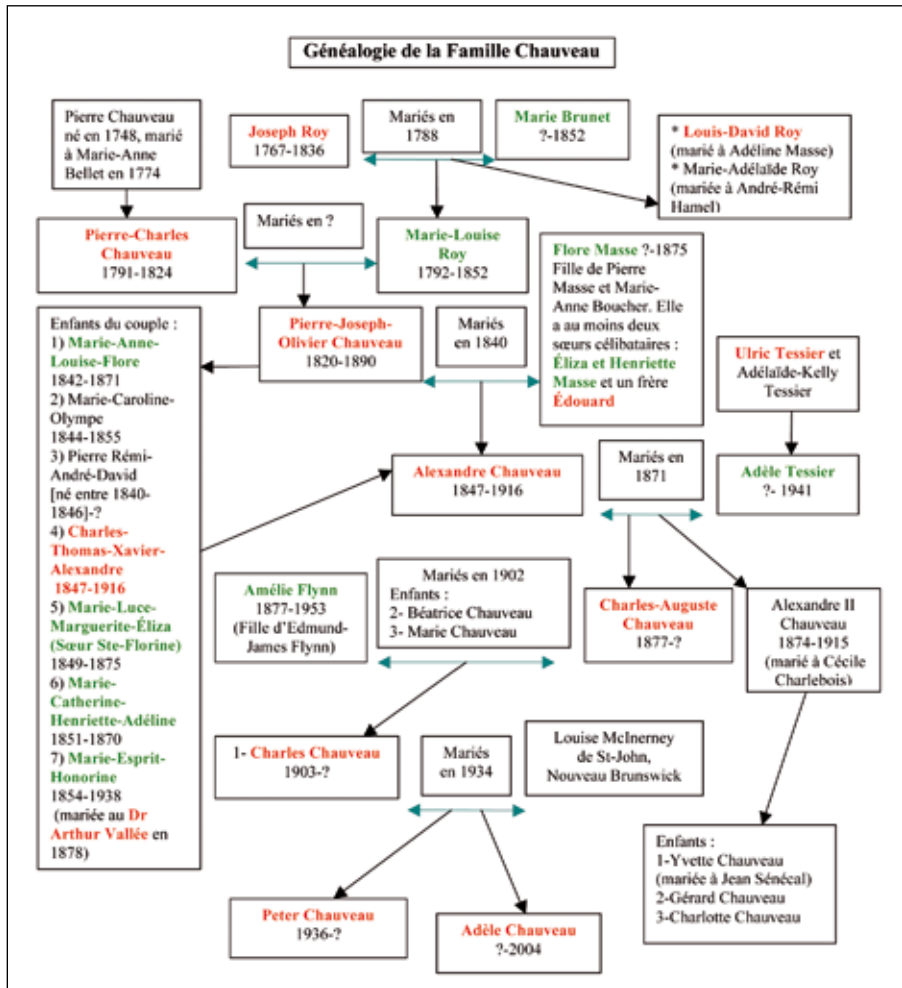 Généalogie de la Famille Chauveau
Pierre Chauveau
né en 1748, marié
à Marie-Anne
Bellet en 1774
Joseph Roy
1767-1836
Mariés en
1788
Marie Brunet
?-1852
* Louis-David Roy
(marié à Adéline Masse)
* Marie-Adélaïde Roy
(mariée à André-Rémi
Hamel)
Pierre-Charles
Chauveau
1791-1824
Mariés en ?
Marie-Louise
Roy
1792-1852
Flore Masse ?-1875
Fille de Pierre
Masse et Marie-
Anne Boucher. Elle
a au moins deux
sœurs célibataires :
Éliza et Henriette
Masse et un frère
Édouard
Enfants du couple :
1) Marie-Anne-
Louise-Flore
1842-1871
2) Marie-Caroline-
Olympe
1844-1855
3) Pierre Rémi-
André-David
[né entre 1840-
1846]-?
4) Charles-
Thomas-Xavier-
Alexandre
1847-1916
5) Marie-Luce-
Marguerite-Éliza
(Sœur Ste-Florine)
1849-1875
6) Marie-
Catherine-
Henriette-Adéline
1851-1870
7) Marie-Esprit-
Honorine
1854-1938
(mariée au Dr
Arthur Vallée en
1878)
Pierre-Joseph-
Olivier Chauveau
1820-1890
Mariés
en 1840
Ulric Tessier et
Adélaïde-Kelly
Tessier
Alexandre Chauveau
1847-1916
Mariés en
1871
Adèle Tessier
?- 1941
Amélie Flynn
1877-1953
(Fille d'Edmund-
James Flynn)
Mariés en 1902
Enfants :
2- Béatrice Chauveau
3- Marie Chauveau
Charles-Auguste
Chauveau
1877-?
Alexandre II
Chauveau
1874-1915
(marié à Cécile
Charlebois)
1- Charles Chauveau
1903-?
Mariés
en 1934
Louise McInerney
de St-John,
Nouveau Brunswick
Peter Chauveau
1936-?
Adèle Chauveau
?-2004
Enfants :
1-Yvette Chauveau
(mariée à Jean Sénécal)
2-Gérard Chauveau
3-Charlotte Chauveau